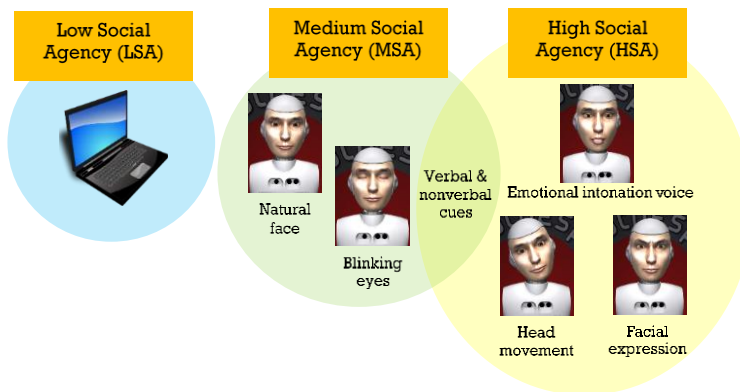 Low Social
Agency (LSA)
Medium Social
Agency (MSA)
High Social
Agency (HSA)
Natural
face
Blinking
eyes
Verbal &
nonverbal
cues
Emotional intonation voice
Head
movement
Facial
expression